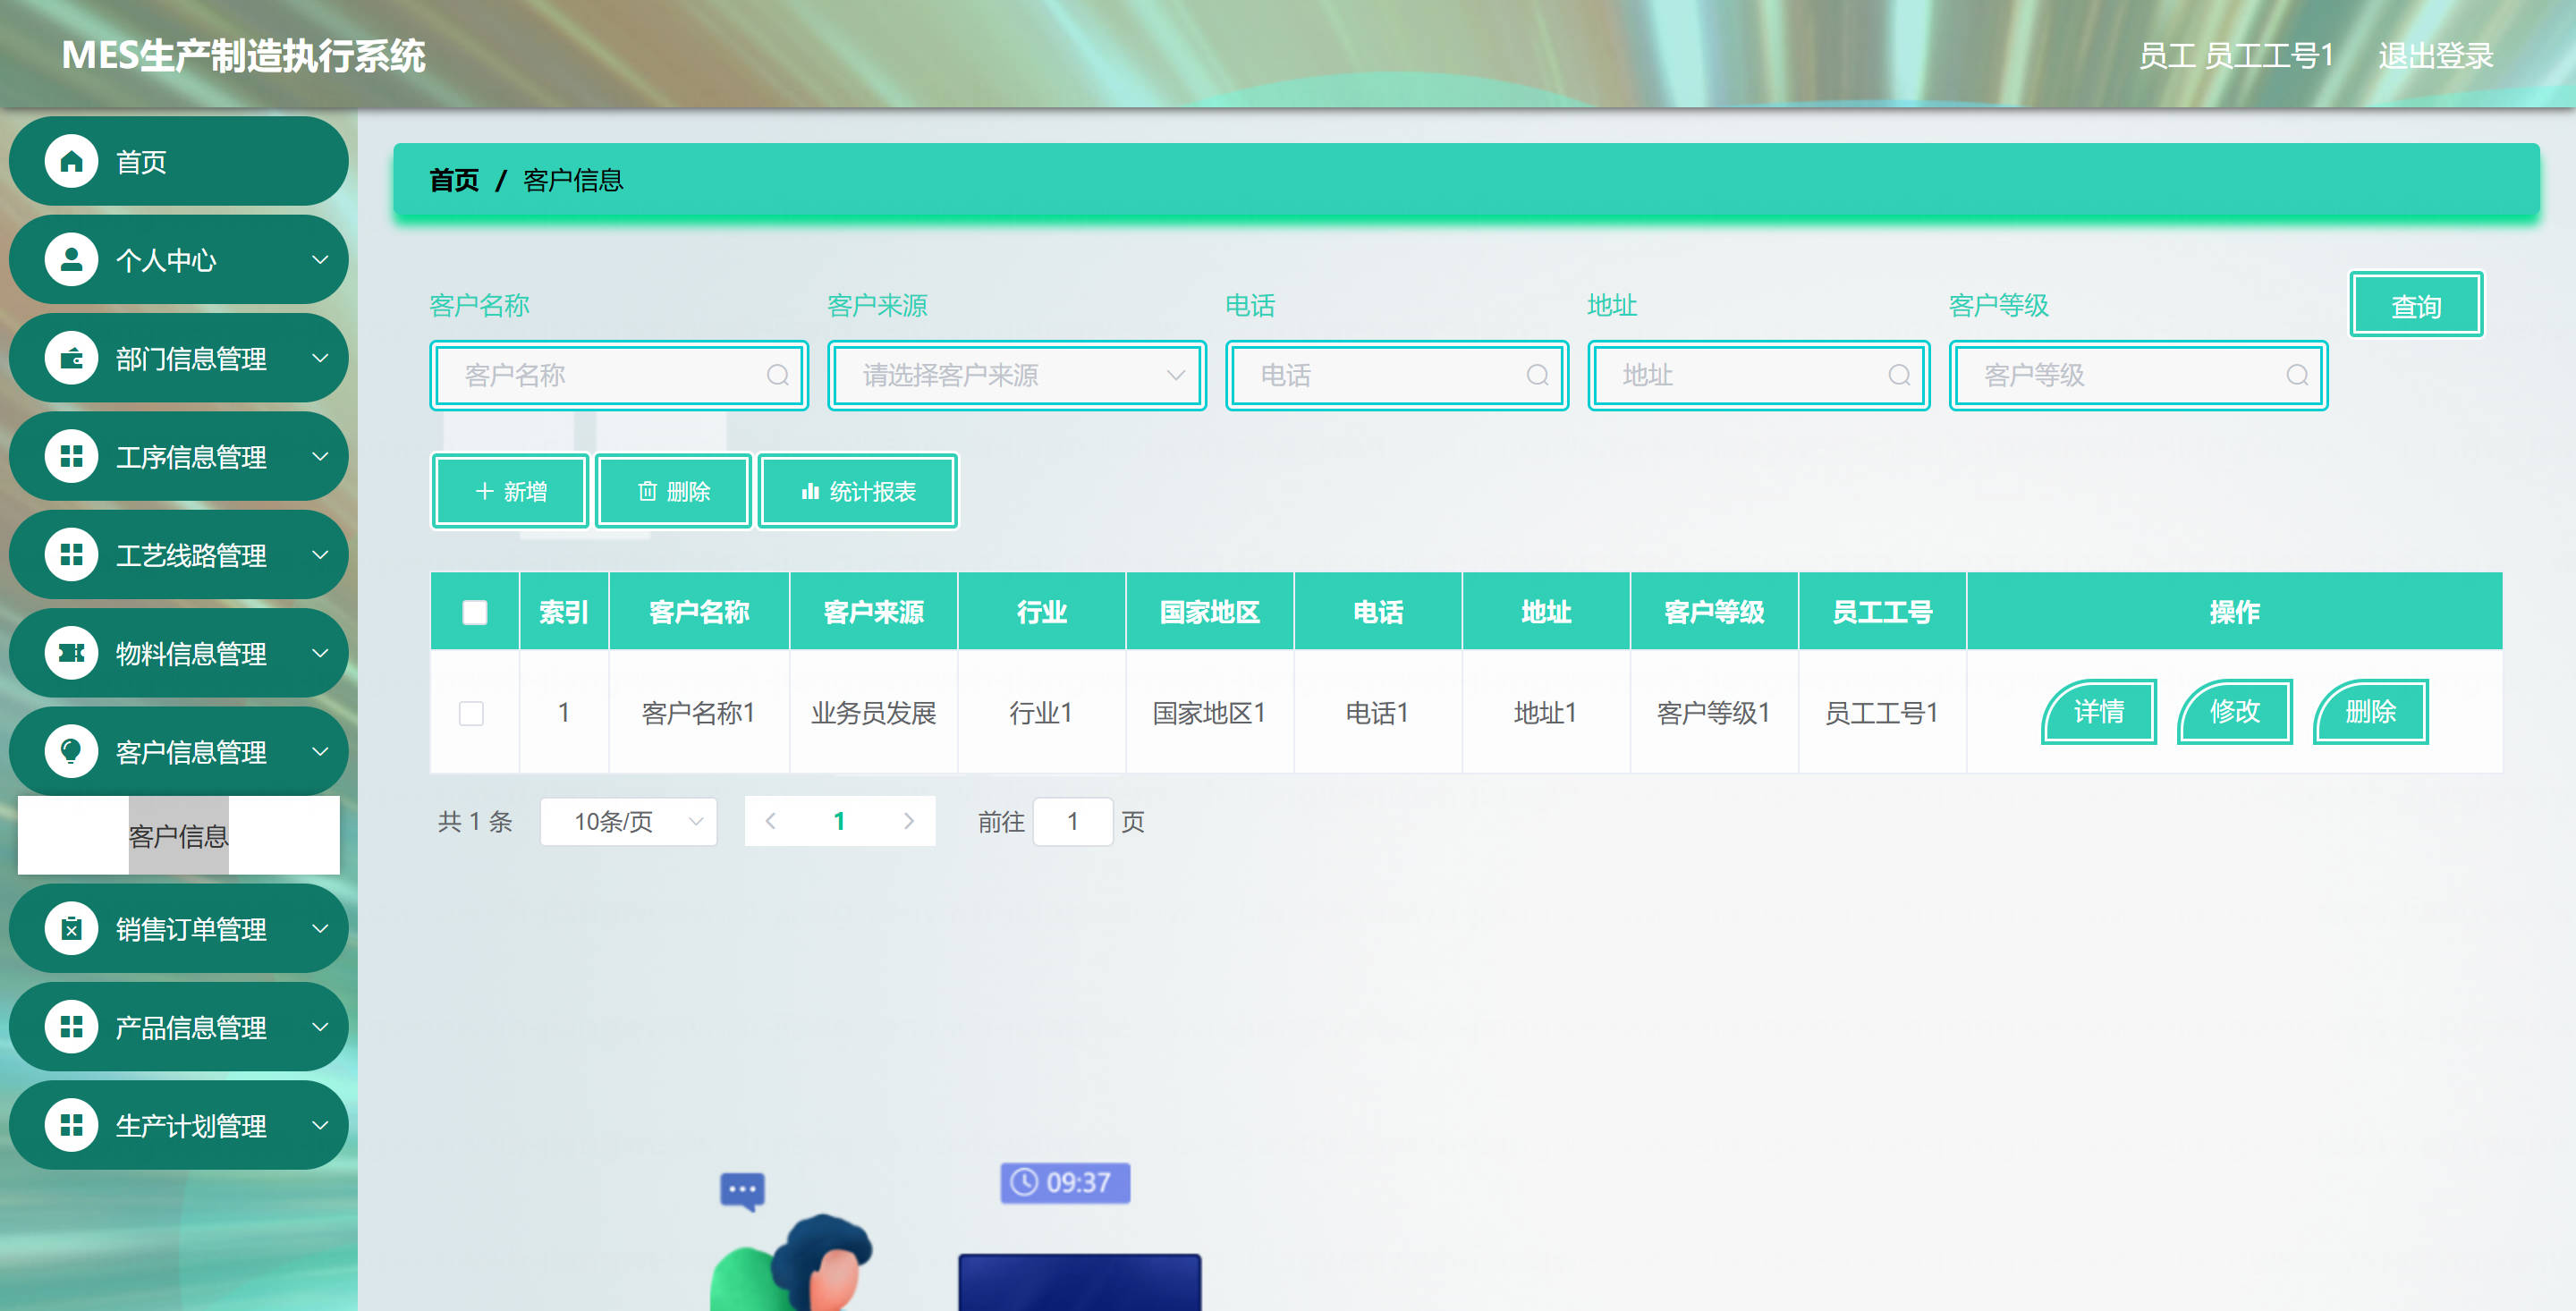 MES生产制造执行系统
员工 员工工号1 退出登录
首页
个人中心
部门信息管理
工序信息管理
工艺线路管理
物料信息管理
客户信息管理
客户信息
销售订单管理
产品信息管理
生产计划管理
首页 / 客户信息
客户名称 客户来源 电话 地址 客户等级 查询
客户名称 请选择客户来源 电话 地址 客户等级
新增 删除 统计报表
索引 客户名称 客户来源 行业 国家地区 电话 地址 客户等级 员工工号 操作
1 客户名称1 业务员发展 行业1 国家地区1 电话1 地址1 客户等级1 员工工号1 详情 修改 删除
共 1 条 10条/页 1 前往 1 页
09:37